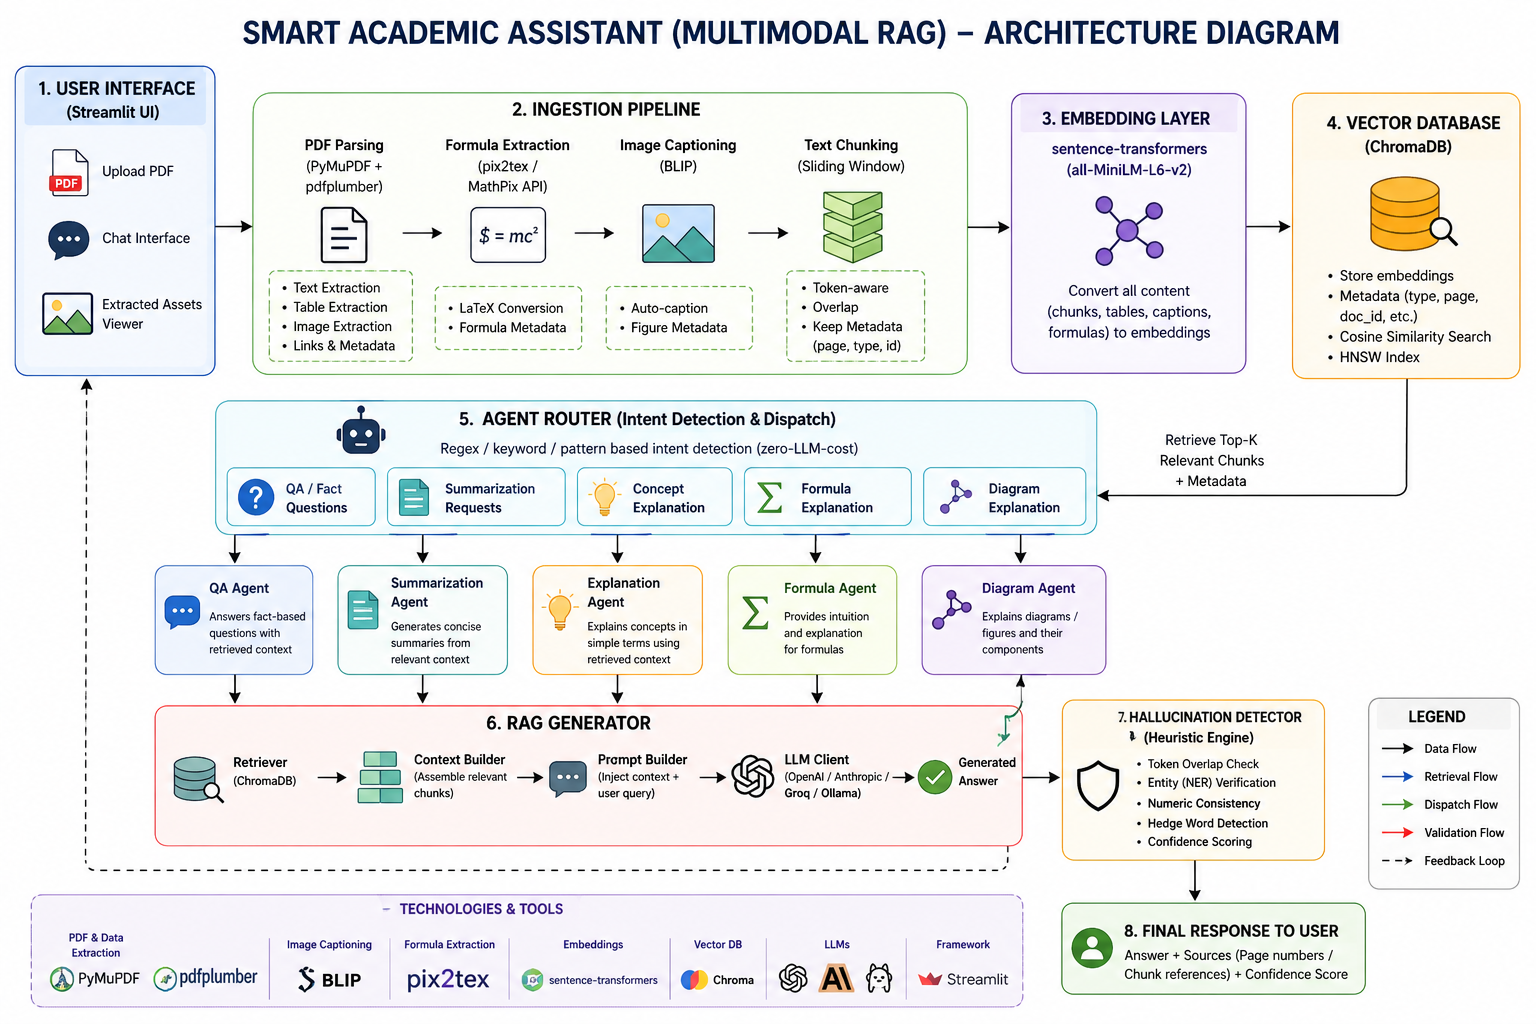 SMART ACADEMIC ASSISTANT (MULTIMODAL RAG) – ARCHITECTURE DIAGRAM
1. USER INTERFACE
(Streamlit UI)
PDF
Upload PDF
Chat Interface
Extracted Assets
Viewer
2. INGESTION PIPELINE
PDF Parsing
(PyMuPDF +
pdfplumber)
• Text Extraction
• Table Extraction
• Image Extraction
• Links & Metadata
Formula Extraction
(pix2tex /
MathPix API)
$ = mc²
• LaTeX Conversion
• Formula Metadata
Image Captioning
(BLIP)
• Auto-caption
• Figure Metadata
Text Chunking
(Sliding Window)
• Token-aware
• Overlap
• Keep Metadata
(page, type, id)
3. EMBEDDING LAYER
sentence-transformers
(all-MiniLM-L6-v2)
Convert all content
(chunks, tables, captions,
formulas) to embeddings
4. VECTOR DATABASE
(ChromaDB)
• Store embeddings
• Metadata (type, page,
doc_id, etc.)
• Cosine Similarity Search
• HNSW Index
Retrieve Top-K
Relevant Chunks
+ Metadata
5. AGENT ROUTER (Intent Detection & Dispatch)
Regex / keyword / pattern based intent detection (zero-LLM-cost)
?
QA / Fact
Questions
Summarization
Requests
Concept
Explanation
Σ
Formula
Explanation
Diagram
Explanation
QA Agent
Answers fact-based
questions with
retrieved context
Summarization
Agent
Generates concise
summaries from
relevant context
Explanation
Agent
Explains concepts in
simple terms using
retrieved context
Σ
Formula Agent
Provides intuition
and explanation
for formulas
Diagram Agent
Explains diagrams /
figures and their
components
6. RAG GENERATOR
Retriever
(ChromaDB)
Context Builder
(Assemble relevant
chunks)
Prompt Builder
(Inject context +
user query)
LLM Client
(OpenAI / Anthropic /
Groq / Ollama)
Generated
Answer
7. HALLUCINATION DETECTOR
(Heuristic Engine)
• Token Overlap Check
• Entity (NER) Verification
• Numeric Consistency
• Hedge Word Detection
• Confidence Scoring
LEGEND
Data Flow
Retrieval Flow
Dispatch Flow
Validation Flow
Feedback Loop
8. FINAL RESPONSE TO USER
Answer + Sources (Page numbers /
Chunk references) + Confidence Score
– TECHNOLOGIES & TOOLS
PDF & Data
Extraction
PyMuPDF
pdfplumber
Image Captioning
BLIP
Formula Extraction
pix2tex
Embeddings
sentence-transformers
Vector DB
Chroma
LLMs
AI
Framework
Streamlit